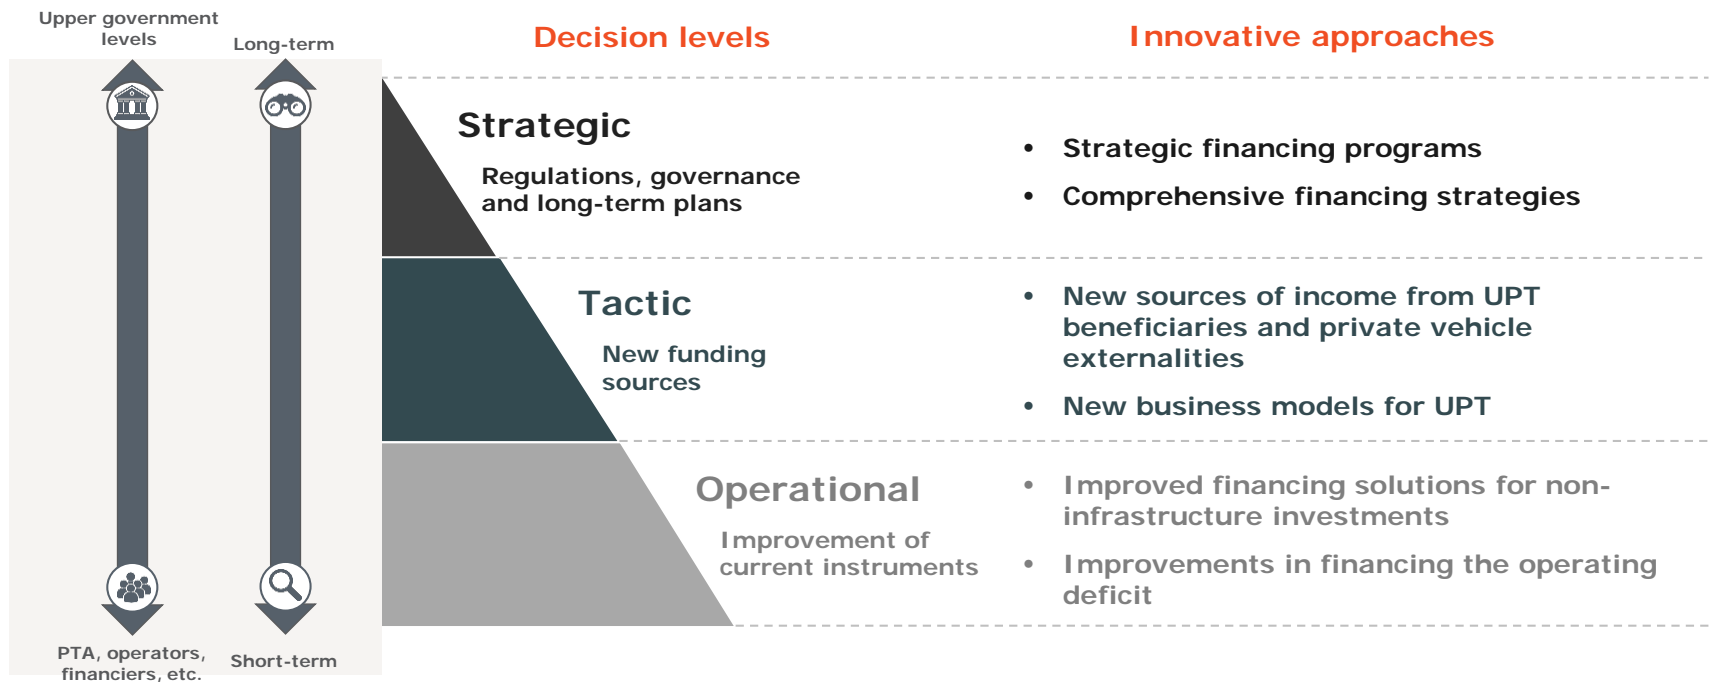 Upper government
levels
Long-term
Decision levels
Innovative approaches
Strategic
Regulations, governance
and long-term plans
• Strategic financing programs
• Comprehensive financing strategies
Tactic
New funding
sources
• New sources of income from UPT
beneficiaries and private vehicle
externalities
• New business models for UPT
Operational
Improvement of
current instruments
• Improved financing solutions for non-
infrastructure investments
• Improvements in financing the operating
deficit
PTA, operators,
financiers, etc.
Short-term